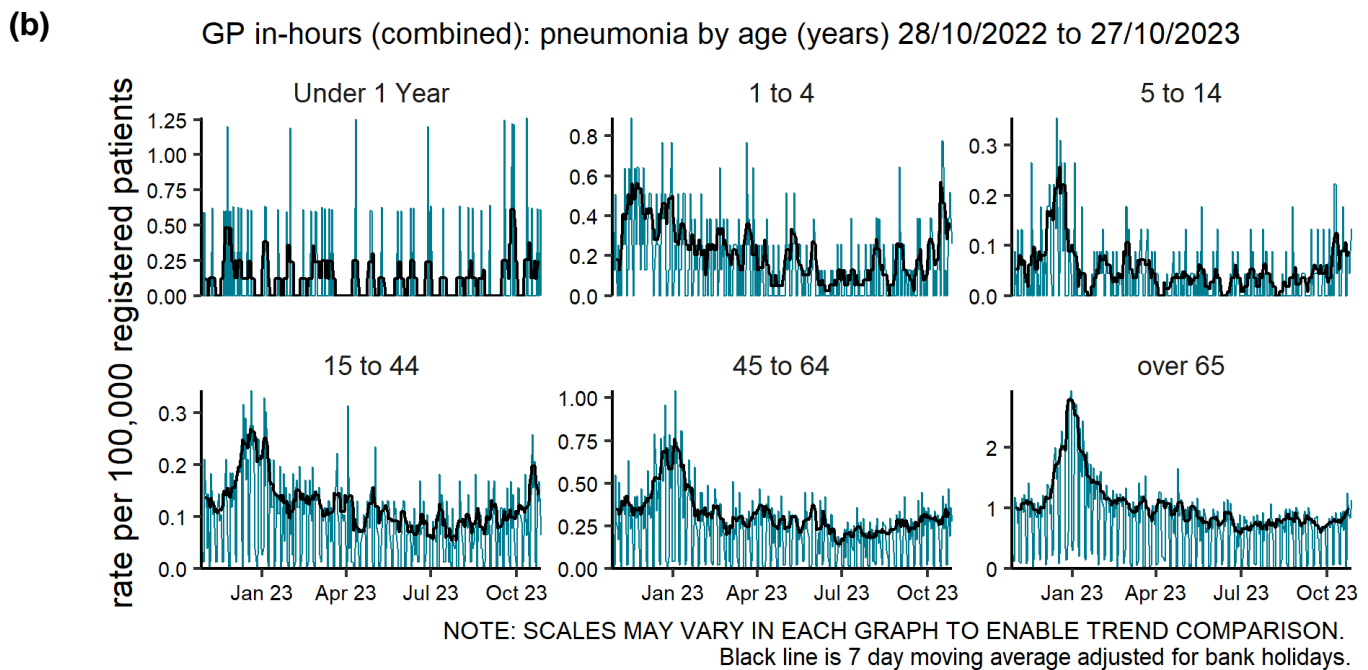 (b)
GP in-hours (combined): pneumonia by age (years) 28/10/2022 to 27/10/2023
rate per 100,000 registered patients
Under 1 Year
1.25
1.00
0.75
0.50
0.25
0.00
1 to 4
0.8
0.6
0.4
0.2
0.0
5 to 14
0.3
0.2
0.1
0.0
15 to 44
0.3
0.2
0.1
0.0
Jan 23 Apr 23 Jul 23 Oct 23
45 to 64
1.00
0.75
0.50
0.25
0.00
Jan 23 Apr 23 Jul 23 Oct 23
over 65
2
1
0
Jan 23 Apr 23 Jul 23 Oct 23
NOTE: SCALES MAY VARY IN EACH GRAPH TO ENABLE TREND COMPARISON.
Black line is 7 day moving average adjusted for bank holidays.